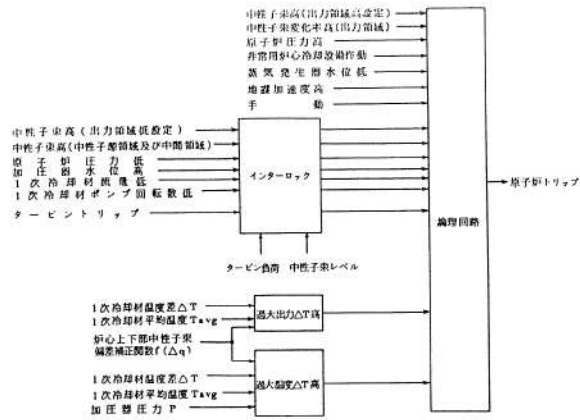 中性子束高(出力領域高設定)
中性子束変化率高(出力領域)
原子炉圧力高
非常用炉心冷却設備作動
蒸気発生器水位低
地震加速度高
手動
中性子束高(出力領域低設定)
中性子束高(中性子源領域及び中間領域)
原子炉圧力低
加圧器水位高
1次冷却材流量低
1次冷却材ポンプ回転数低
タービントリップ
インターロック
論理回路
原子炉トリップ
タービン負荷 中性子束レベル
1次冷却材温度差△T
1次冷却材平均温度Tavg
過大出力△T高
炉心上下部中性子束
偏差補正関数f(△q)
1次冷却材温度差△T
1次冷却材平均温度Tavg
加圧器圧力P
過大温度△T高